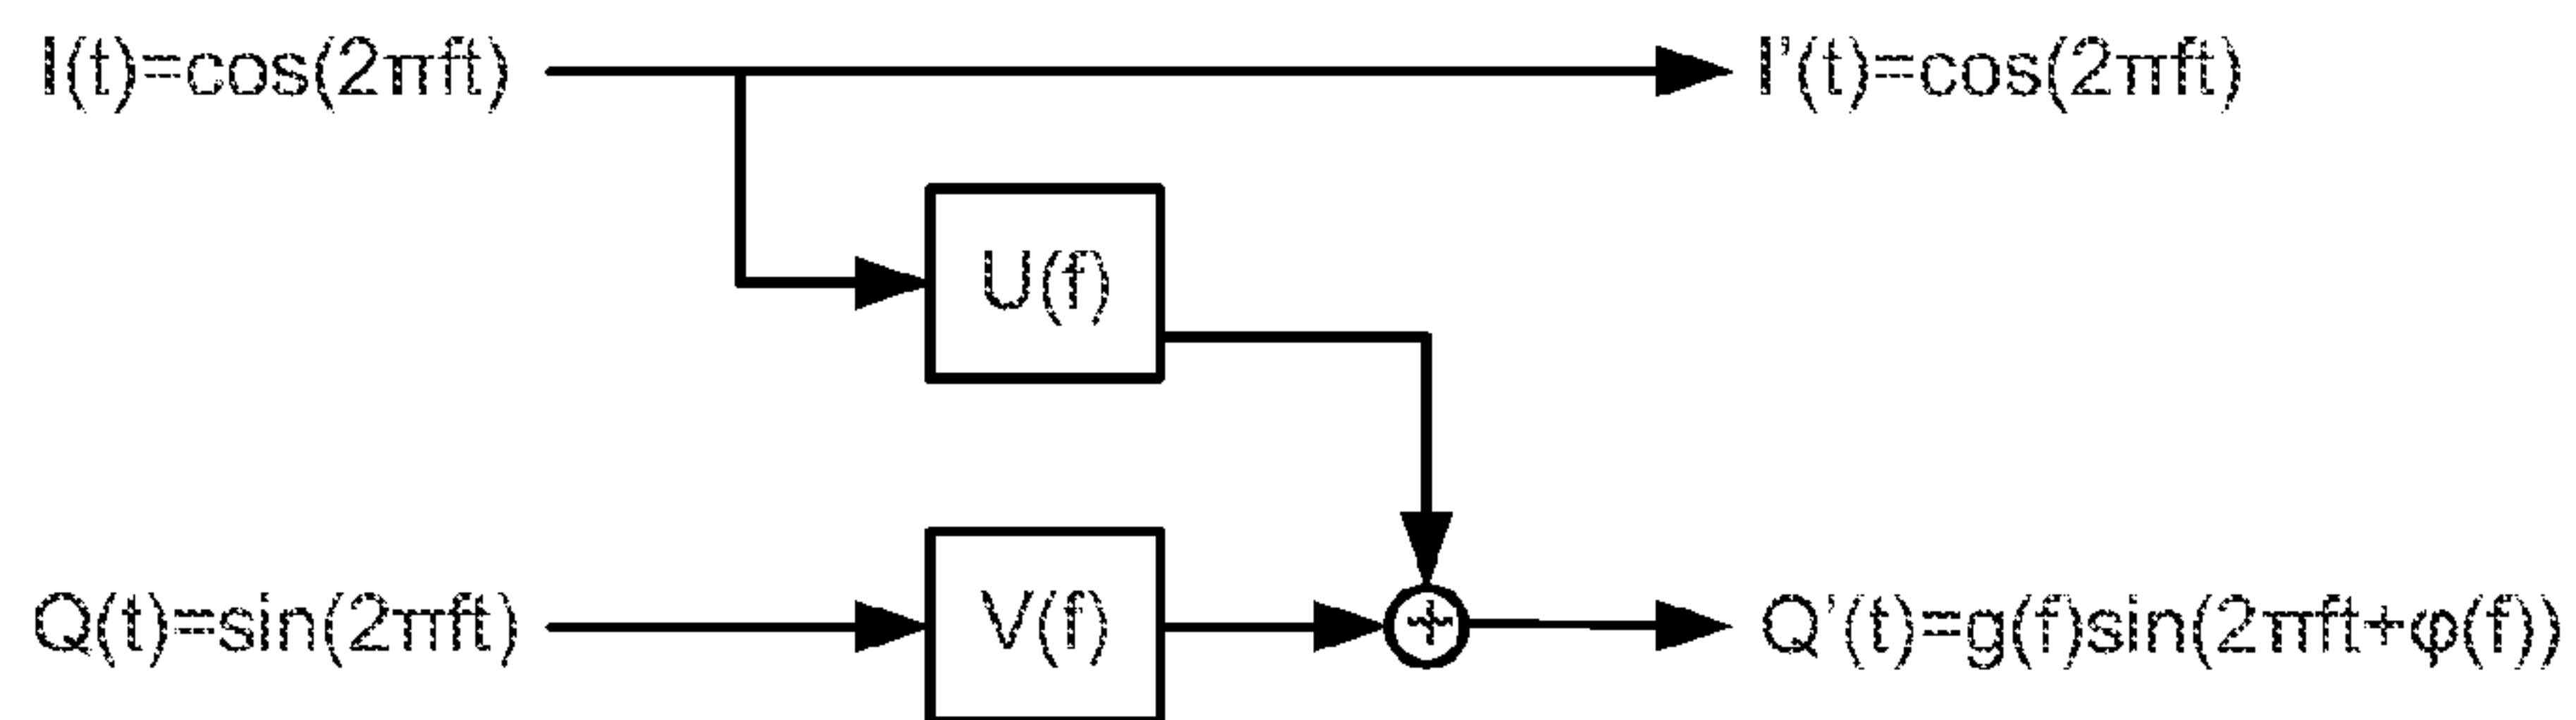 I(t)=cos(2πft)
I’(t)=cos(2πft)
U(f)
Q(t)=sin(2πft)
V(f)
+
Q’(t)=g(f)sin(2πft+φ(f))